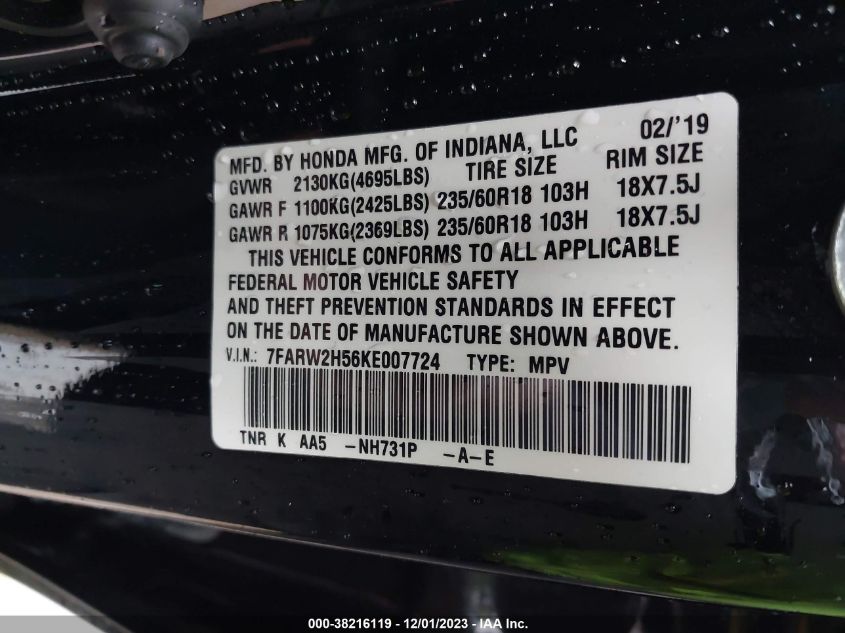 02/'19
MFD. BY HONDA MFG. OF INDIANA, LLC
GVWR 2130KG(4695LBS) TIRE SIZE RIM SIZE
GAWR F 1100KG(2425LBS) 235/60R18 103H 18X7.5J
GAWR R 1075KG(2369LBS) 235/60R18 103H 18X7.5J
THIS VEHICLE CONFORMS TO ALL APPLICABLE
FEDERAL MOTOR VEHICLE SAFETY
AND THEFT PREVENTION STANDARDS IN EFFECT
ON THE DATE OF MANUFACTURE SHOWN ABOVE.
V.I.N.: 7FARW2H56KE007724 TYPE: MPV
TNR K AA5 -NH731P -A-E
000-38216119 - 12/01/2023 - IAA Inc.